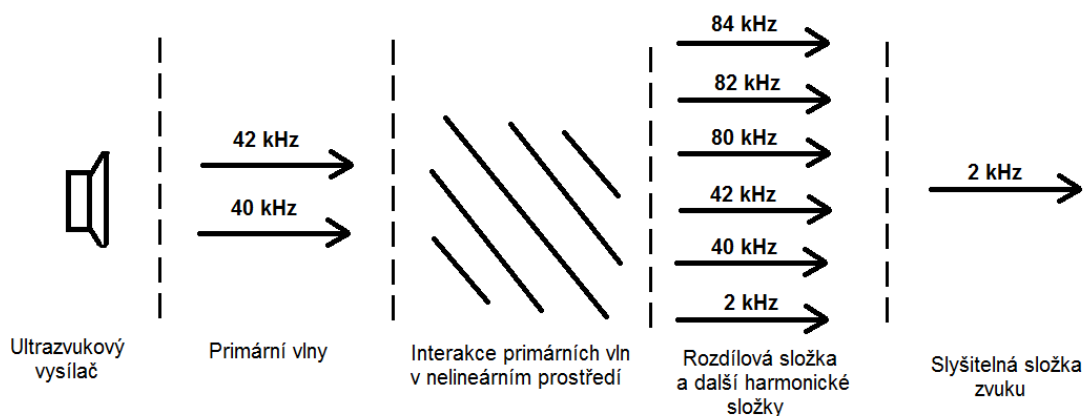 42 kHz
40 kHz
84 kHz
82 kHz
80 kHz
42 kHz
40 kHz
2 kHz
2 kHz
Ultrazvukový
vysílač
Primární vlny
Interakce primárních vln
v nelineárním prostředí
Rozdílová složka
a další harmonické
složky
Slyšitelná složka
zvuku